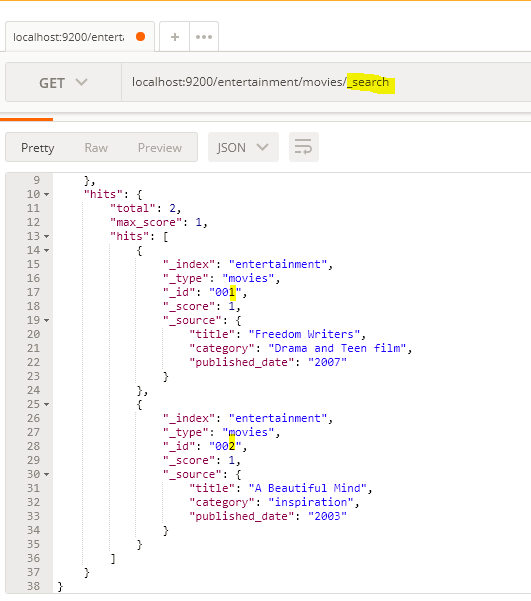 localhost:9200/enterta
+
•••
GET
localhost:9200/entertainment/movies/_search
Pretty Raw Preview JSON
9 },
10 "hits": {
11 "total": 2,
12 "max_score": 1,
13 "hits": [
14 {
15 "_index": "entertainment",
16 "_type": "movies",
17 "_id": "001",
18 "_score": 1,
19 "_source": {
20 "title": "Freedom Writers",
21 "category": "Drama and Teen film",
22 "published_date": "2007"
23 }
24 },
25 {
26 "_index": "entertainment",
27 "_type": "movies",
28 "_id": "002",
29 "_score": 1,
30 "_source": {
31 "title": "A Beautiful Mind",
32 "category": "inspiration",
33 "published_date": "2003"
34 }
35 }
36 ]
37 }
38 }